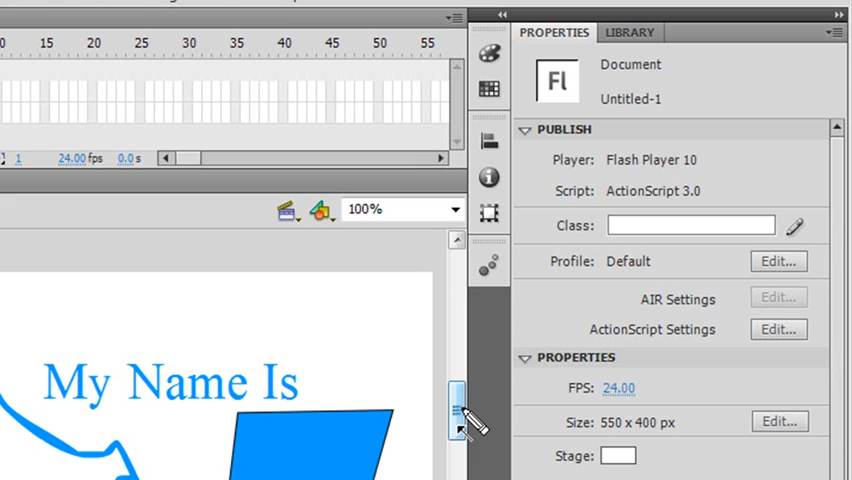 PROPERTIES LIBRARY
0 15 20 25 30 35 40 45 50 55
Fl
Document
Untitled-1
PUBLISH
Player: Flash Player 10
1 24.00 fps 0.0 s
Script: ActionScript 3.0
100%
Class:
Profile: Default Edit...
AIR Settings Edit...
ActionScript Settings Edit...
PROPERTIES
My Name Is
FPS: 24.00
Size: 550 x 400 px Edit...
Stage: